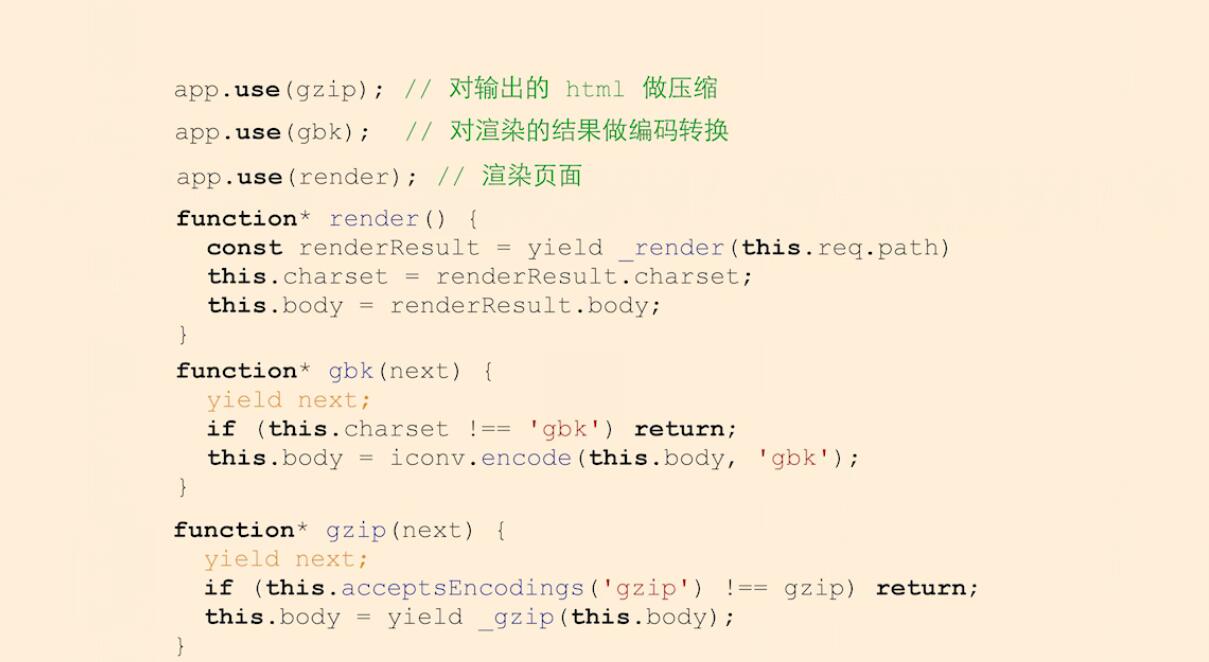 app.use(gzip); // 对输出的 html 做压缩
app.use(gbk);  // 对渲染的结果做编码转换
app.use(render); // 渲染页面
function* render() {
  const renderResult = yield _render(this.req.path)
  this.charset = renderResult.charset;
  this.body = renderResult.body;
}
function* gbk(next) {
  yield next;
  if (this.charset !== 'gbk') return;
  this.body = iconv.encode(this.body, 'gbk');
}
function* gzip(next) {
  yield next;
  if (this.acceptsEncodings('gzip') !== gzip) return;
  this.body = yield _gzip(this.body);
}